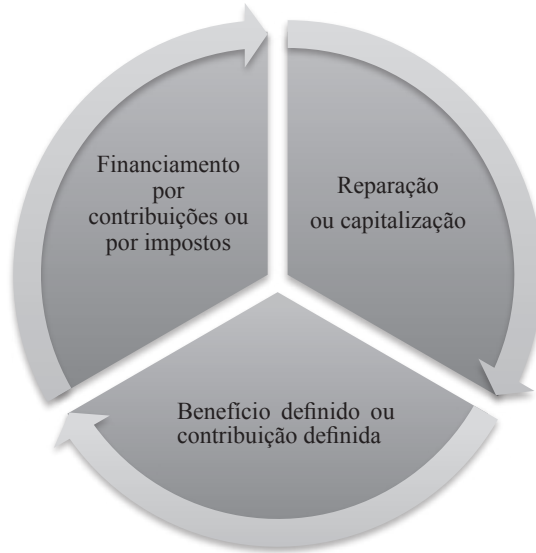 Financiamento
por
contribuições ou
por impostos
Reparação
ou capitalização
Benefício definido ou
contribuição definida